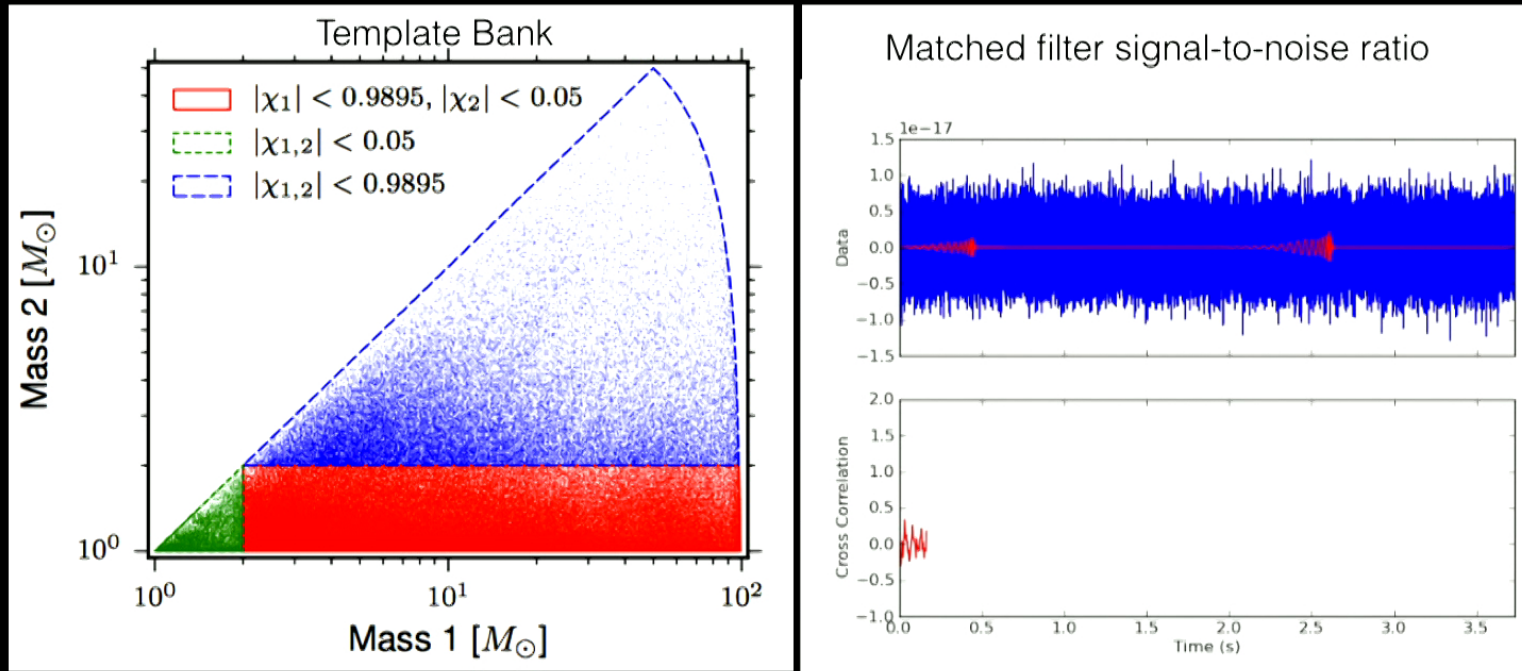 Template Bank
|χ₁| < 0.9895, |χ₂| < 0.05
|χ₁,₂| < 0.05
|χ₁,₂| < 0.9895
Mass 2 [M⊙]
10¹
10⁰
10⁰ 10¹ 10²
Mass 1 [M⊙]
Matched filter signal-to-noise ratio
1e−17
1.5
1.0
0.5
0.0
−0.5
−1.0
−1.5
Data
2.0
1.5
1.0
0.5
0.0
−0.5
−1.0
Cross Correlation
0.0 0.5 1.0 1.5 2.0 2.5 3.0 3.5
Time (s)